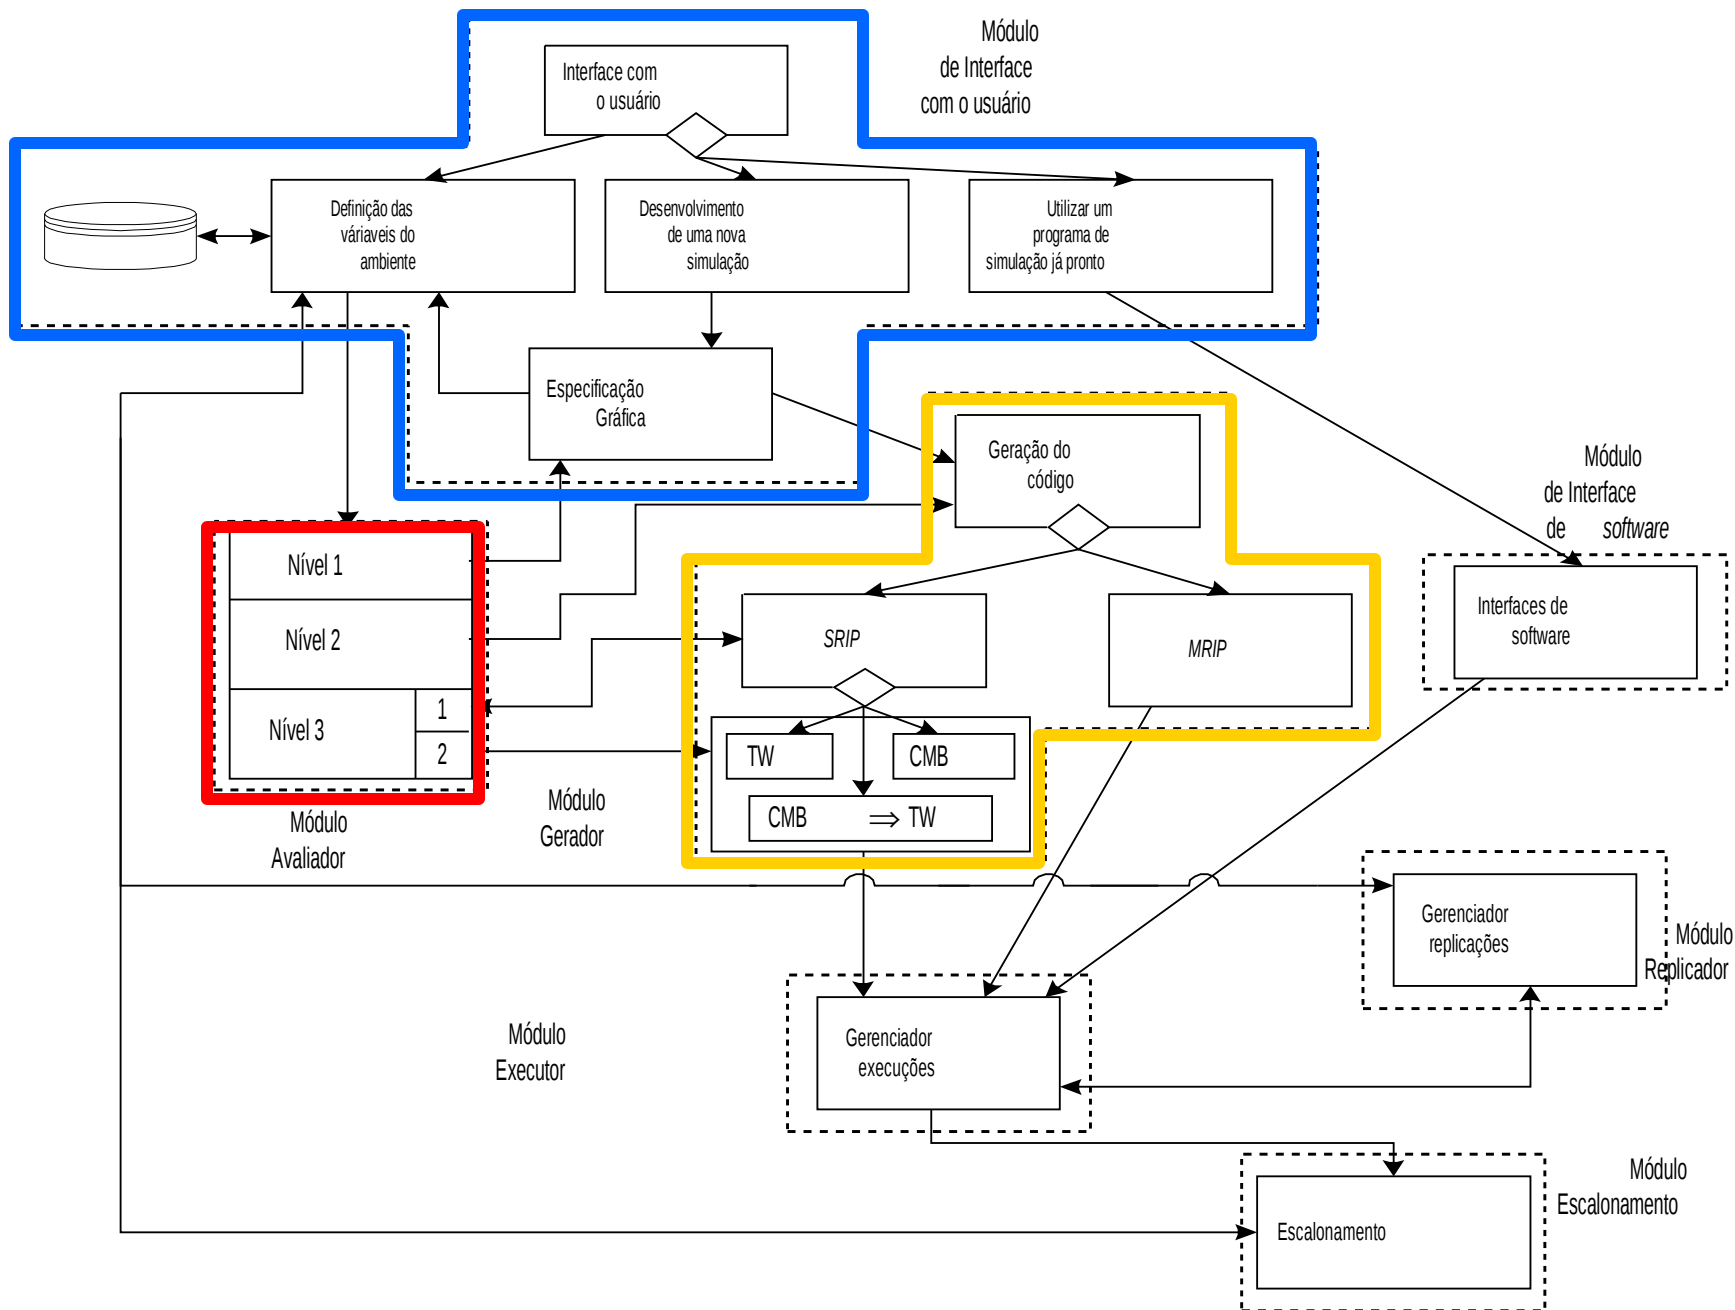 Módulo
de Interface
com o usuário
Interface com
o usuário
Definição das
váriaveis do
ambiente
Desenvolvimento
de uma nova
simulação
Utilizar um
programa de
simulação já pronto
Especificação
Gráfica
Geração do
código
Módulo
de Interface
de software
Nível 1
Nível 2
Nível 3
1
2
SRIP
MRIP
Interfaces de
software
TW
CMB
CMB ⇒ TW
Módulo
Avaliador
Módulo
Gerador
Gerenciador
replicações
Módulo
Replicador
Módulo
Executor
Gerenciador
execuções
Módulo
Escalonamento
Escalonamento